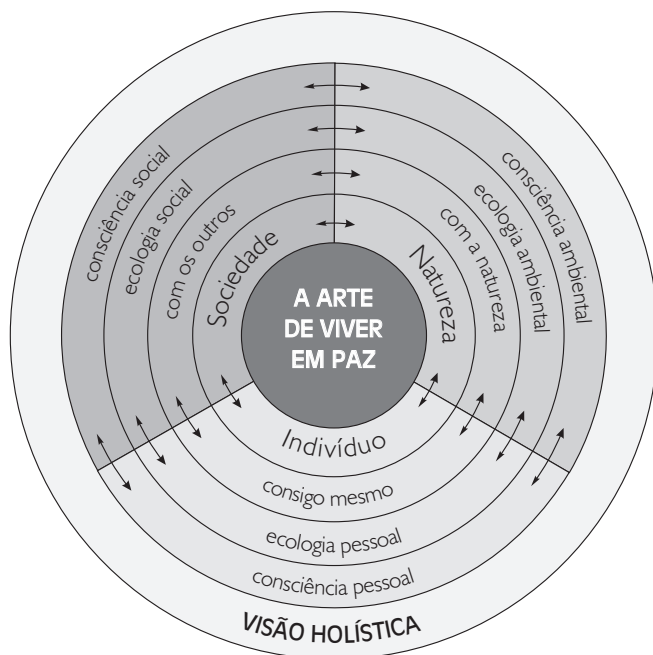 consciência social
ecologia social
com os outros
Sociedade
consciência ambiental
ecologia ambiental
com a natureza
Natureza
A ARTE
DE VIVER
EM PAZ
Indivíduo
consigo mesmo
ecologia pessoal
consciência pessoal
VISÃO HOLÍSTICA